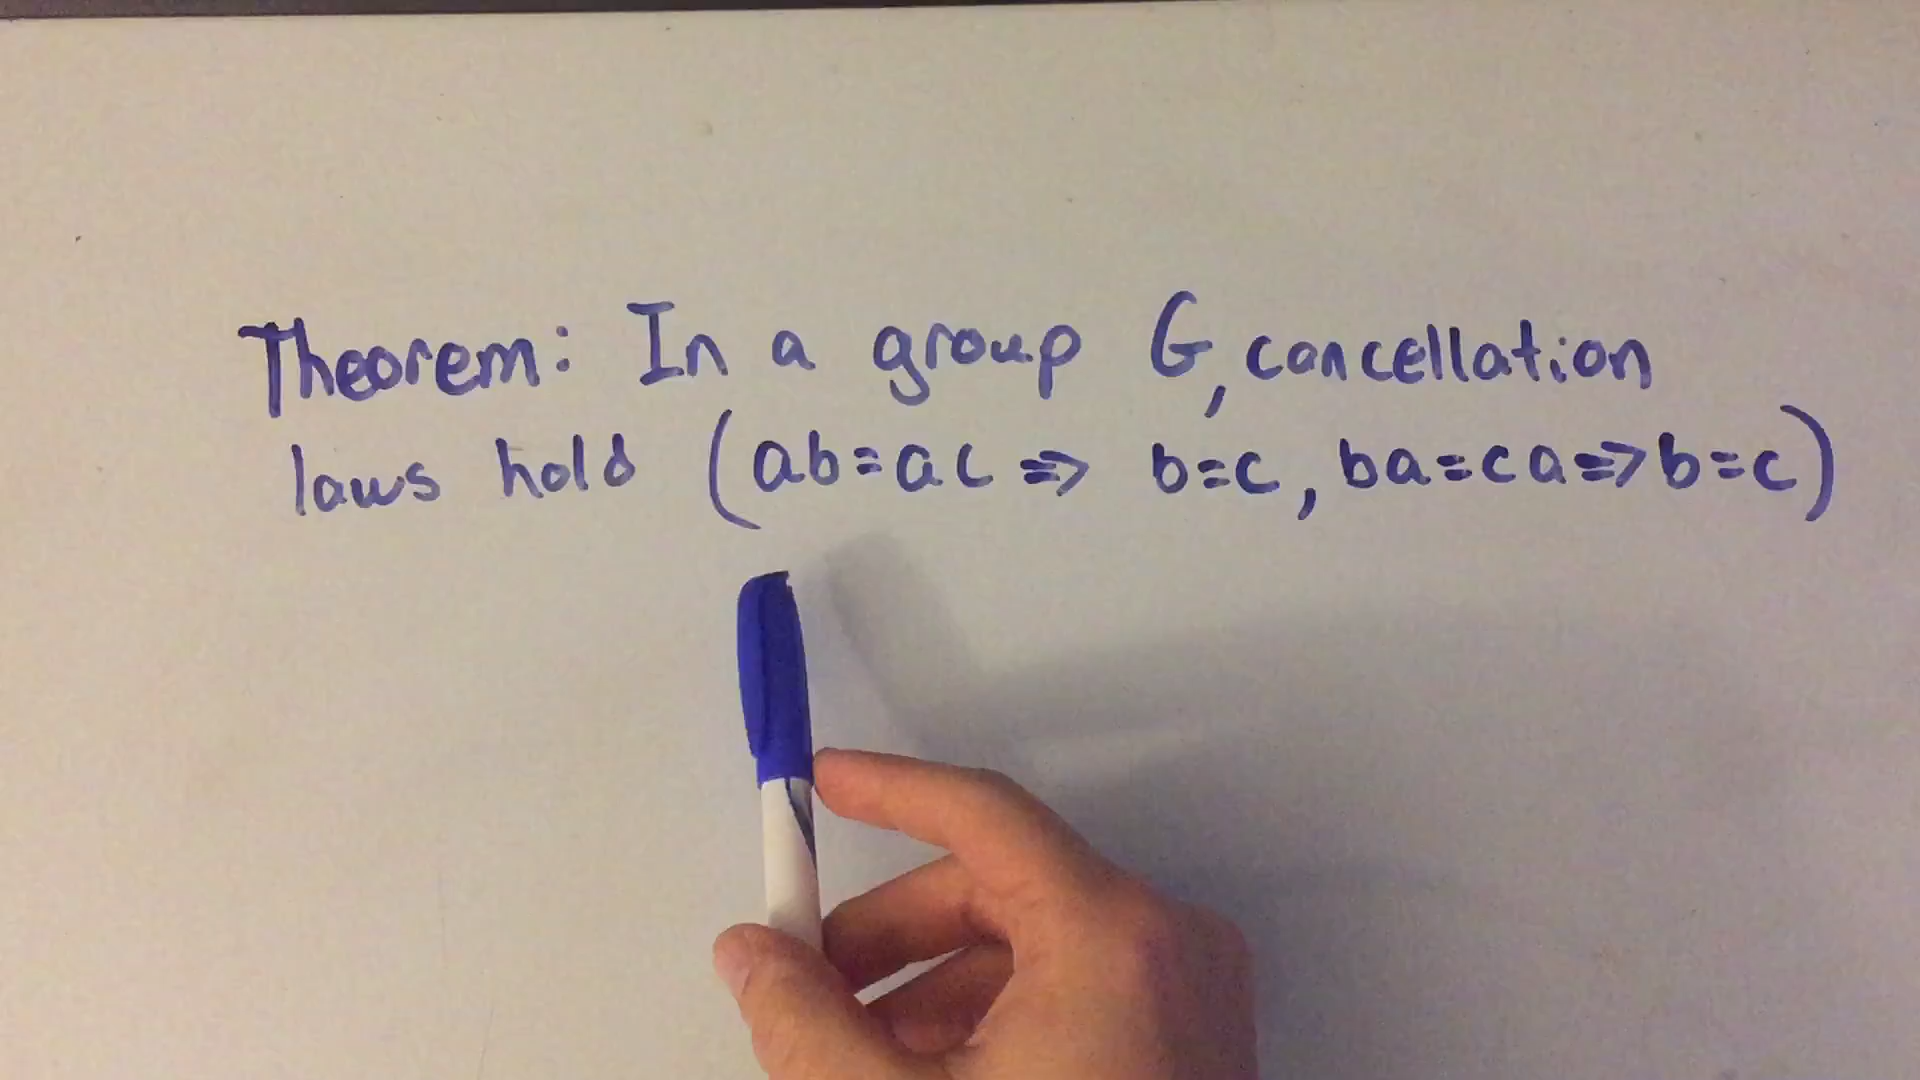 Theorem: In a group G, cancellation
laws hold (ab=ac => b=c, ba=ca=>b=c)